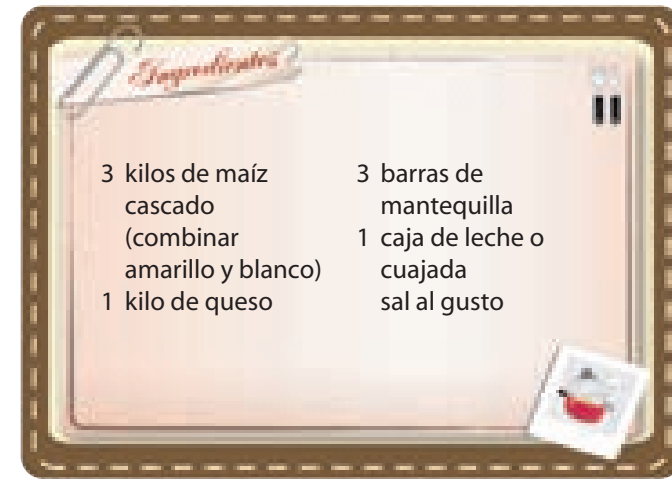 Ingredientes
3 kilos de maíz
cascado
(combinar
amarillo y blanco)
1 kilo de queso
3 barras de
mantequilla
1 caja de leche o
cuajada
sal al gusto